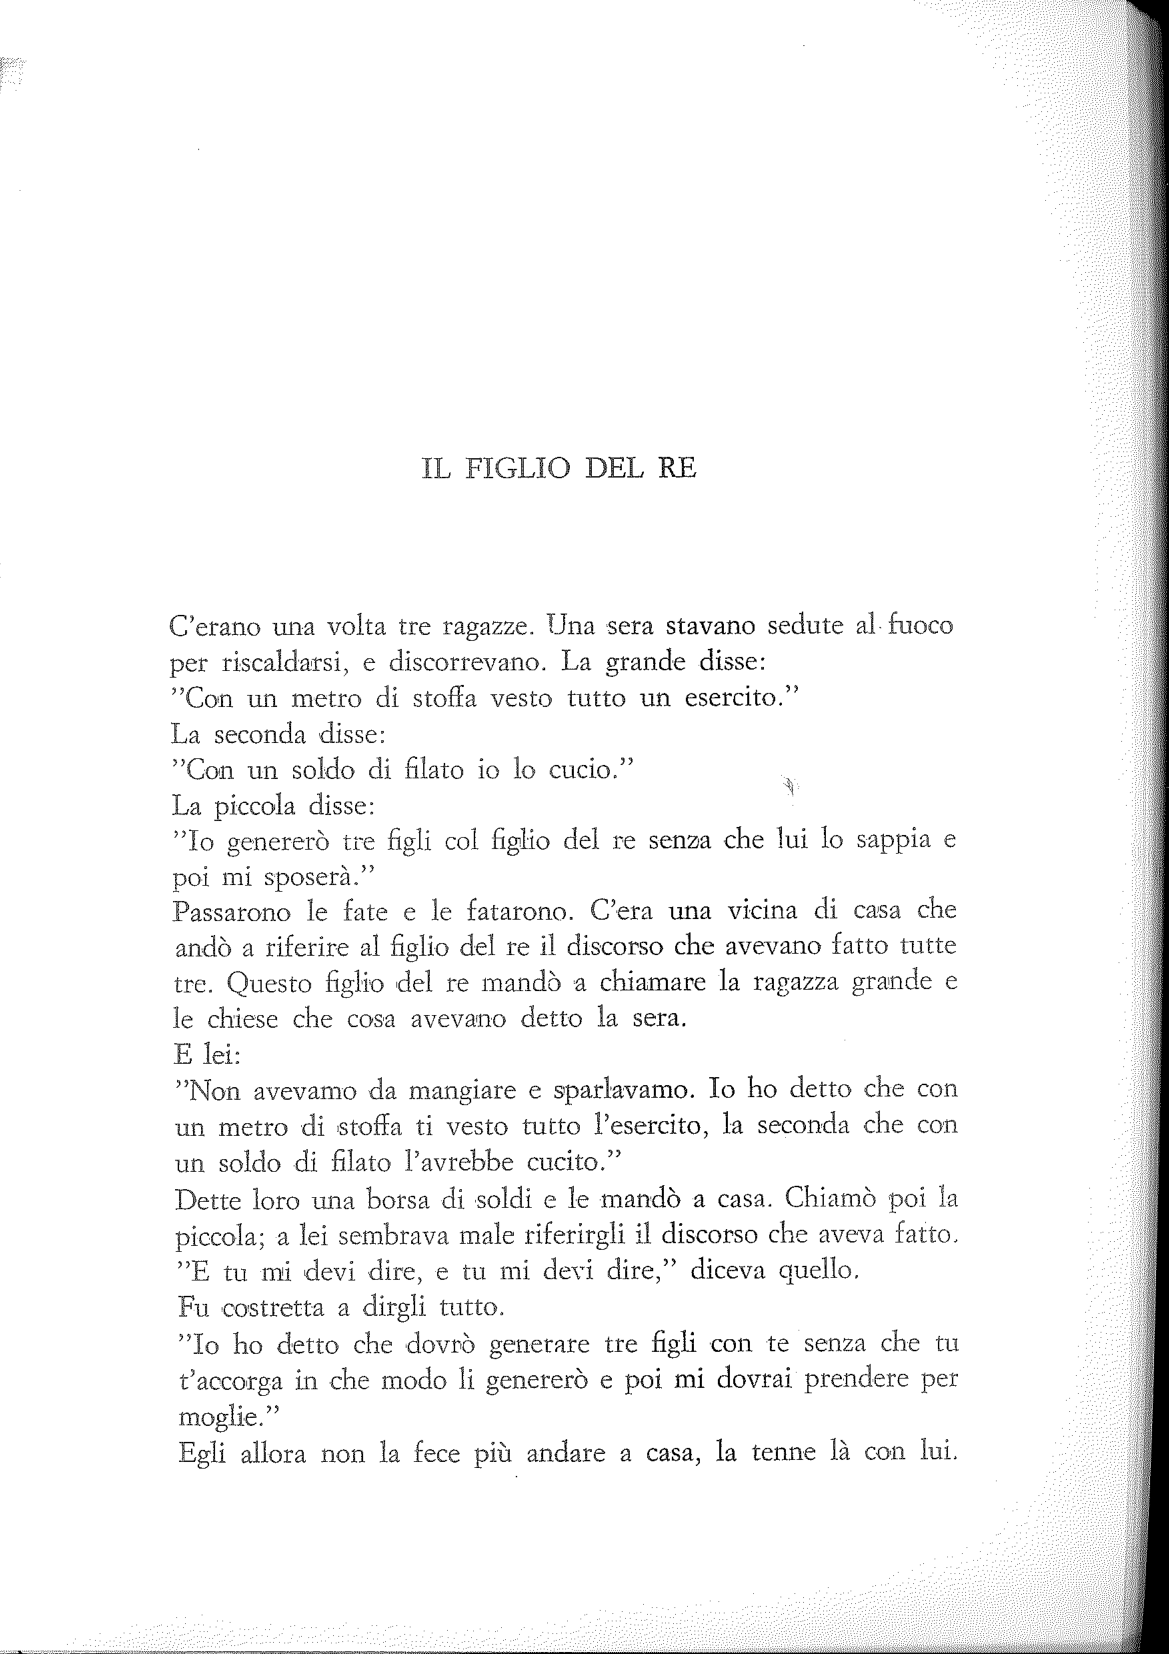 IL FIGLIO DEL RE
C'erano una volta tre ragazze. Una sera stavano sedute al fuoco
per riscaldarsi, e discorrevano. La grande disse:
”Con un metro di stoffa vesto tutto un esercito.”
La seconda disse:
”Con un soldo di filato io lo cucio.”
La piccola disse:
”Io genererò tre figli col figlio del re senza che lui lo sappia e
poi mi sposerà.”
Passarono le fate e le fatarono. C'era una vicina di casa che
andò a riferire al figlio del re il discorso che avevano fatto tutte
tre. Questo figlio del re mandò a chiamare la ragazza grande e
le chiese che cosa avevano detto la sera.
E lei:
”Non avevamo da mangiare e sparlavamo. Io ho detto che con
un metro di stoffa ti vesto tutto l'esercito, la seconda che con
un soldo di filato l'avrebbe cucito.”
Dette loro una borsa di soldi e le mandò a casa. Chiamò poi la
piccola; a lei sembrava male riferirgli il discorso che aveva fatto.
”E tu mi devi dire, e tu mi devi dire,” diceva quello.
Fu costretta a dirgli tutto.
”Io ho detto che dovrò generare tre figli con te senza che tu
t'accorga in che modo li genererò e poi mi dovrai prendere per
moglie.”
Egli allora non la fece più andare a casa, la tenne là con lui.